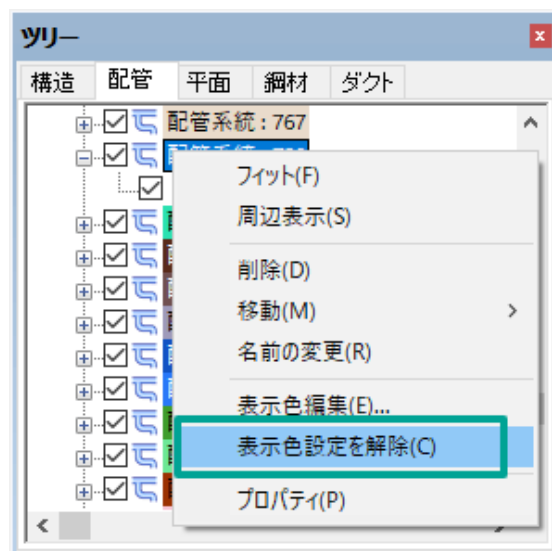 ツリー
x
構造 配管 平面 鋼材 ダクト
配管系統 : 767
フィット(F)
周辺表示(S)
削除(D)
移動(M)
名前の変更(R)
表示色編集(E)...
表示色設定を解除(C)
プロパティ(P)